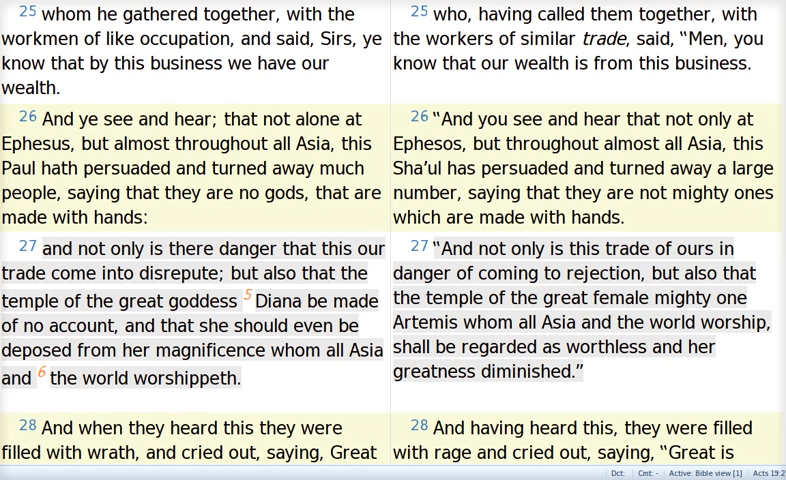 25 whom he gathered together, with the
workmen of like occupation, and said, Sirs, ye
know that by this business we have our
wealth.
26 And ye see and hear; that not alone at
Ephesus, but almost throughout all Asia, this
Paul hath persuaded and turned away much
people, saying that they are no gods, that are
made with hands:
27 and not only is there danger that this our
trade come into disrepute; but also that the
temple of the great goddess 5 Diana be made
of no account, and that she should even be
deposed from her magnificence whom all Asia
and 6 the world worshippeth.
28 And when they heard this they were
filled with wrath, and cried out, saying, Great
25 who, having called them together, with
the workers of similar trade, said, “Men, you
know that our wealth is from this business.
26 “And you see and hear that not only at
Ephesos, but throughout almost all Asia, this
Sha’ul has persuaded and turned away a large
number, saying that they are not mighty ones
which are made with hands.
27 “And not only is this trade of ours in
danger of coming to rejection, but also that
the temple of the great female mighty one
Artemis whom all Asia and the world worship,
shall be regarded as worthless and her
greatness diminished.”
28 And having heard this, they were filled
with rage and cried out, saying, “Great is
Dct: Cmt: - Active: Bible view [1] Acts 19:2